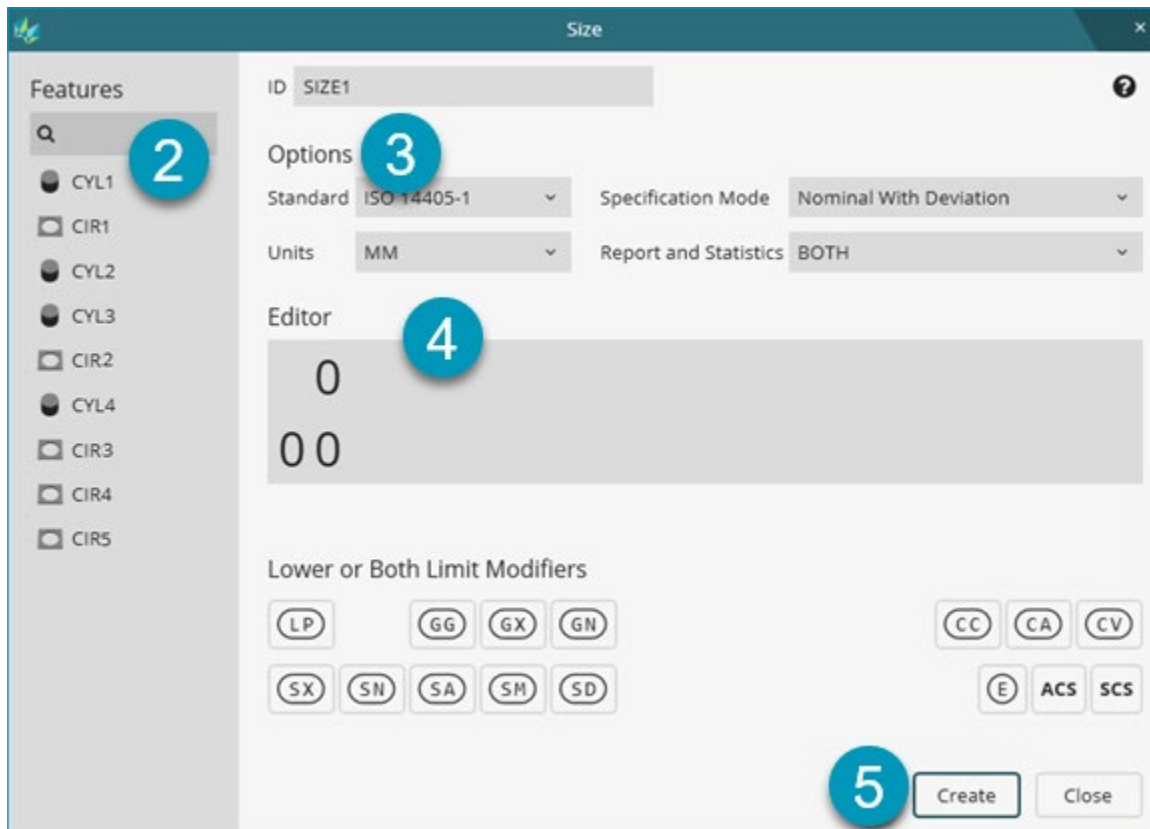 Size
Features
2
CYL1
CIR1
CYL2
CYL3
CIR2
CYL4
CIR3
CIR4
CIR5
ID SIZE1
?
Options 3
Standard ISO 14405-1 Specification Mode Nominal With Deviation
Units MM Report and Statistics BOTH
Editor 4
0
0 0
Lower or Both Limit Modifiers
LP GG GX GN CC CA CV
SX SN SA SM SD E ACS SCS
5 Create Close